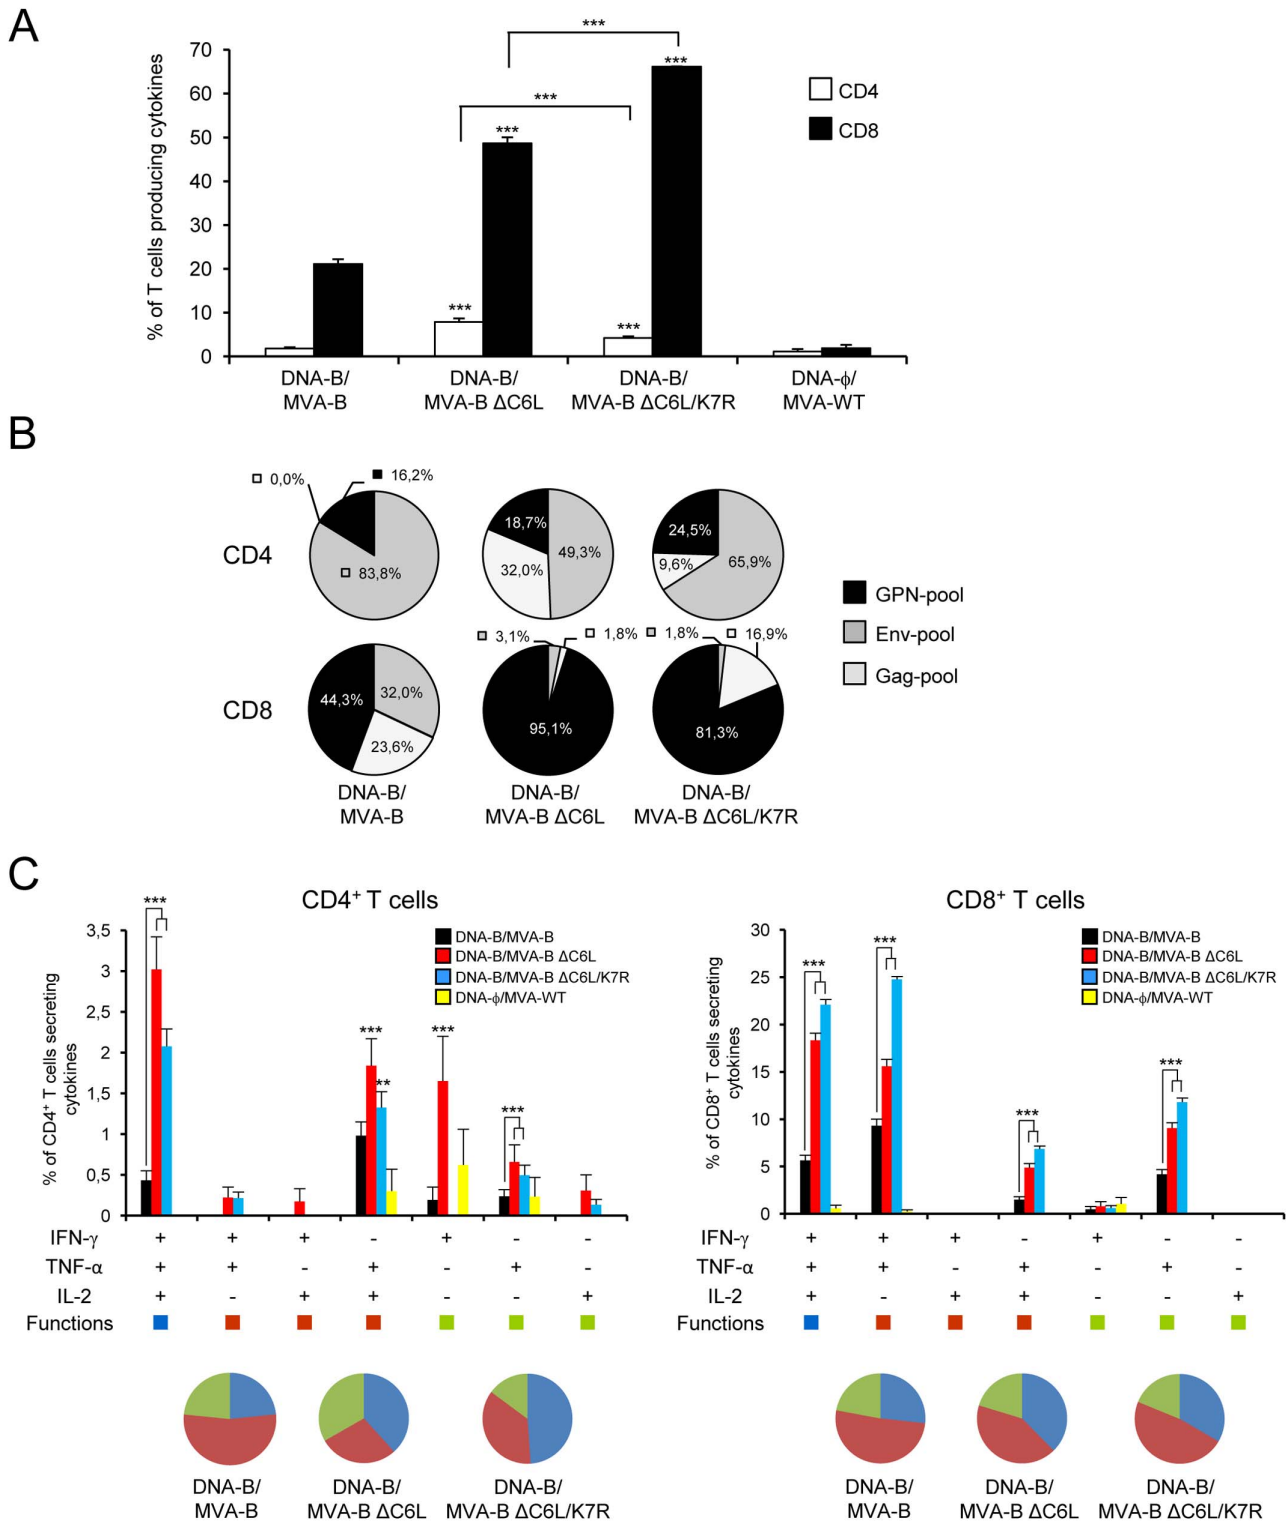 A
% of T cells producing cytokines
70
60
50
40
30
20
10
0
***
***
***
***
***
***
CD4
CD8
DNA-B/
MVA-B
DNA-B/
MVA-B ΔC6L
DNA-B/
MVA-B ΔC6L/K7R
DNA-ϕ/
MVA-WT
B
CD4
0,0%
16,2%
83,8%
18,7%
49,3%
32,0%
24,5%
9,6%
65,9%
GPN-pool
Env-pool
Gag-pool
CD8
44,3%
32,0%
23,6%
3,1%
1,8%
95,1%
1,8%
16,9%
81,3%
DNA-B/
MVA-B
DNA-B/
MVA-B ΔC6L
DNA-B/
MVA-B ΔC6L/K7R
C
CD4+ T cells
% of CD4+ T cells secreting
cytokines
3,5
3
2,5
2
1,5
1
0,5
0
***
***
**
***
***
DNA-B/MVA-B
DNA-B/MVA-B ΔC6L
DNA-B/MVA-B ΔC6L/K7R
DNA-ϕ/MVA-WT
IFN-γ + + + - + - -
TNF-α + + - + - + -
IL-2 + - + + - - +
Functions
DNA-B/
MVA-B
DNA-B/
MVA-B ΔC6L
DNA-B/
MVA-B ΔC6L/K7R
CD8+ T cells
% of CD8+ T cells secreting
cytokines
30
25
20
15
10
5
0
***
***
***
***
DNA-B/MVA-B
DNA-B/MVA-B ΔC6L
DNA-B/MVA-B ΔC6L/K7R
DNA-ϕ/MVA-WT
IFN-γ + + + - + - -
TNF-α + + - + - + -
IL-2 + - + + - - +
Functions
DNA-B/
MVA-B
DNA-B/
MVA-B ΔC6L
DNA-B/
MVA-B ΔC6L/K7R